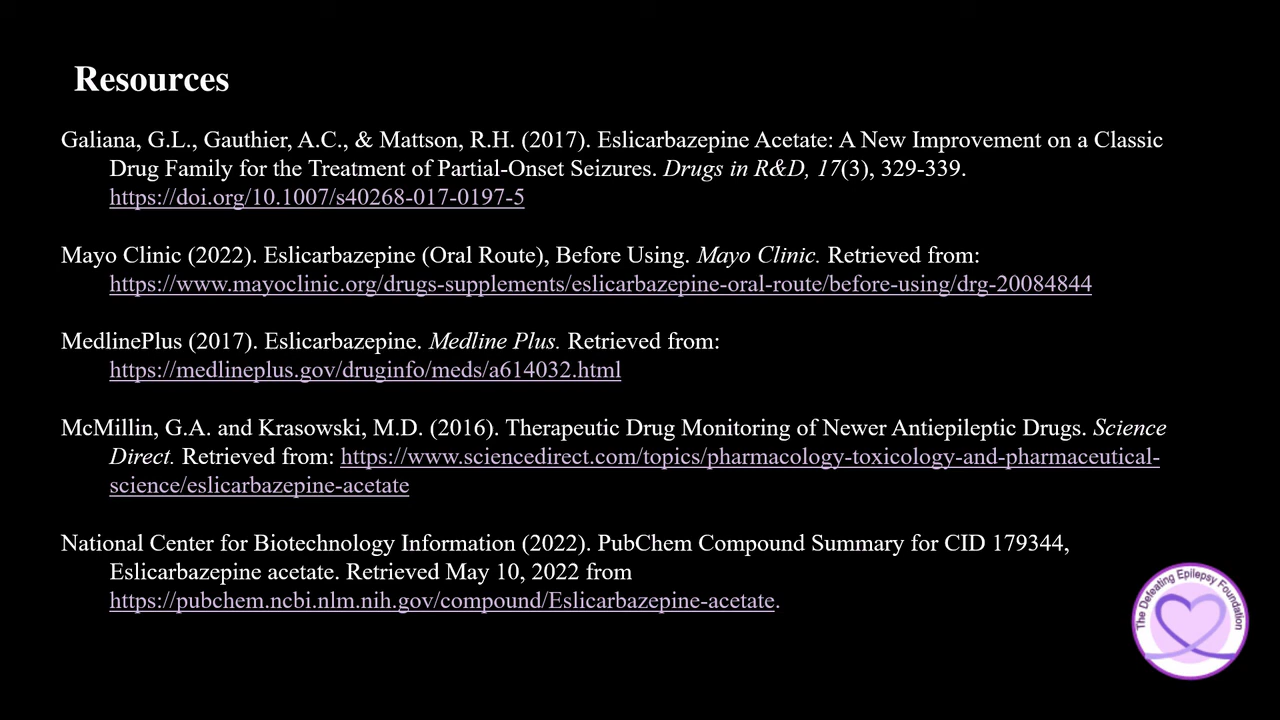 Resources
Galiana, G.L., Gauthier, A.C., & Mattson, R.H. (2017). Eslicarbazepine Acetate: A New Improvement on a Classic
Drug Family for the Treatment of Partial-Onset Seizures. Drugs in R&D, 17(3), 329-339.
https://doi.org/10.1007/s40268-017-0197-5
Mayo Clinic (2022). Eslicarbazepine (Oral Route), Before Using. Mayo Clinic. Retrieved from:
https://www.mayoclinic.org/drugs-supplements/eslicarbazepine-oral-route/before-using/drg-20084844
MedlinePlus (2017). Eslicarbazepine. Medline Plus. Retrieved from:
https://medlineplus.gov/druginfo/meds/a614032.html
McMillin, G.A. and Krasowski, M.D. (2016). Therapeutic Drug Monitoring of Newer Antiepileptic Drugs. Science
Direct. Retrieved from: https://www.sciencedirect.com/topics/pharmacology-toxicology-and-pharmaceutical-
science/eslicarbazepine-acetate
National Center for Biotechnology Information (2022). PubChem Compound Summary for CID 179344,
Eslicarbazepine acetate. Retrieved May 10, 2022 from
https://pubchem.ncbi.nlm.nih.gov/compound/Eslicarbazepine-acetate.
The Defeating Epilepsy Foundation